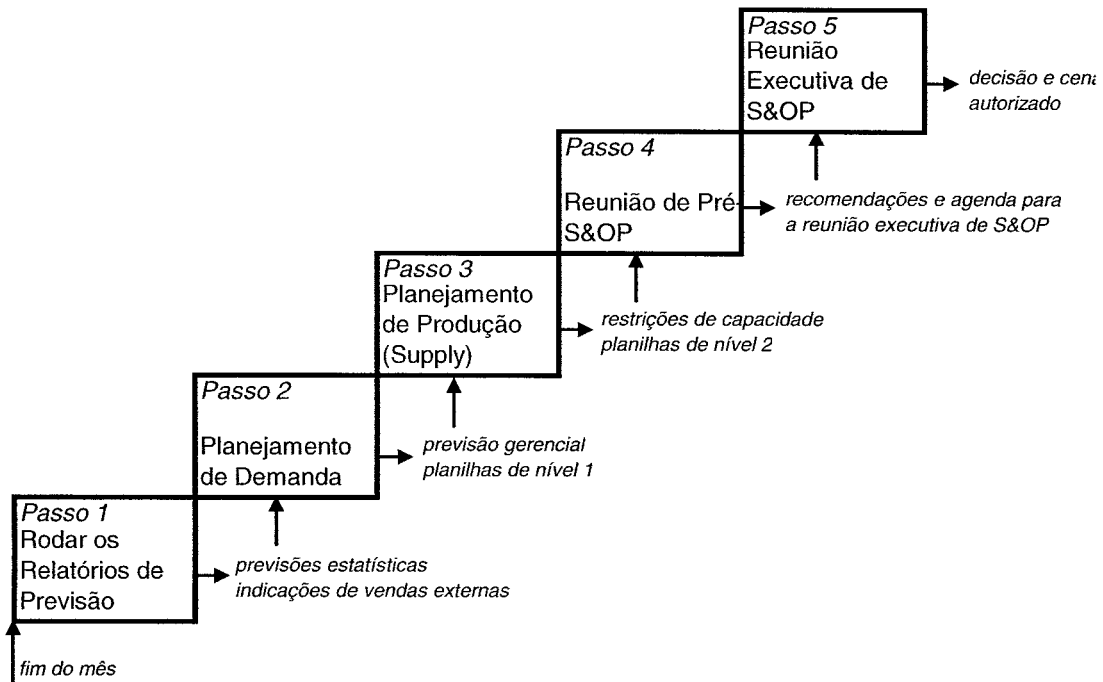 Passo 5
Reunião
Executiva de
S&OP
decisão e
autorizado
Passo 4
Reunião de Pré-
S&OP
recomendações e agenda para
a reunião executiva de S&OP
Passo 3
Planejamento
de Produção
(Supply)
restrições de capacidade
planilhas de nível 2
Passo 2
Planejamento
de Demanda
previsão gerencial
planilhas de nível 1
Passo 1
Rodar os
Relatórios de
Previsão
previsões estatísticas
indicações de vendas externas
fim do mês